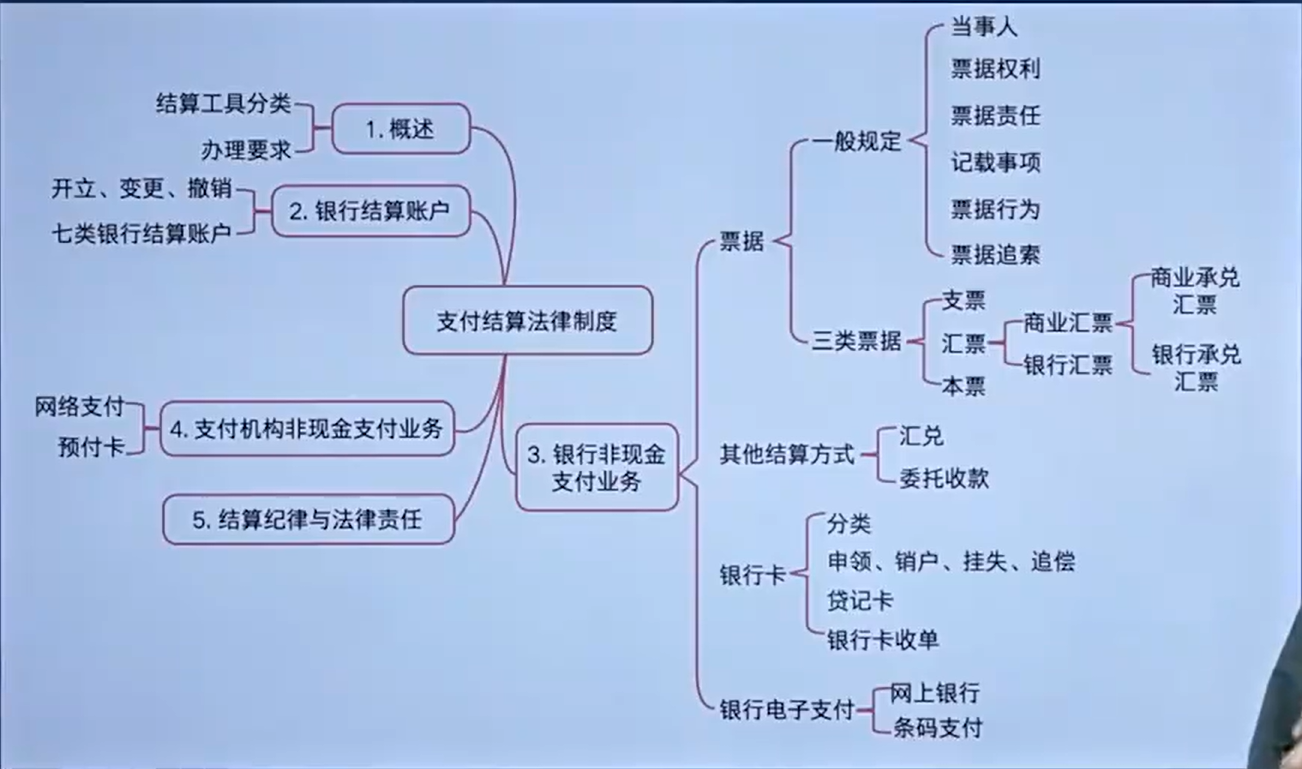 支付结算法律制度
1. 概述
结算工具分类
办理要求
2. 银行结算账户
开立、变更、撤销
七类银行结算账户
3. 银行非现金
支付业务
票据
一般规定
当事人
票据权利
票据责任
记载事项
票据行为
票据追索
三类票据
支票
汇票
商业汇票
商业承兑
汇票
银行承兑
汇票
银行汇票
本票
其他结算方式
汇兑
委托收款
银行卡
分类
申领、销户、挂失、追偿
贷记卡
银行卡收单
银行电子支付
网上银行
条码支付
4. 支付机构非现金支付业务
网络支付
预付卡
5. 结算纪律与法律责任